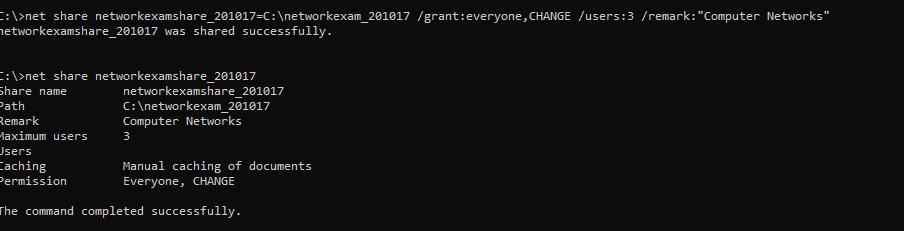 C:\>net share networkexamshare_201017=C:\networkexam_201017 /grant:everyone,CHANGE /users:3 /remark:"Computer Networks"
networkexamshare_201017 was shared successfully.
C:\>net share networkexamshare_201017
Share name networkexamshare_201017
Path C:\networkexam_201017
Remark Computer Networks
Maximum users 3
Users
Caching Manual caching of documents
Permission Everyone, CHANGE
The command completed successfully.